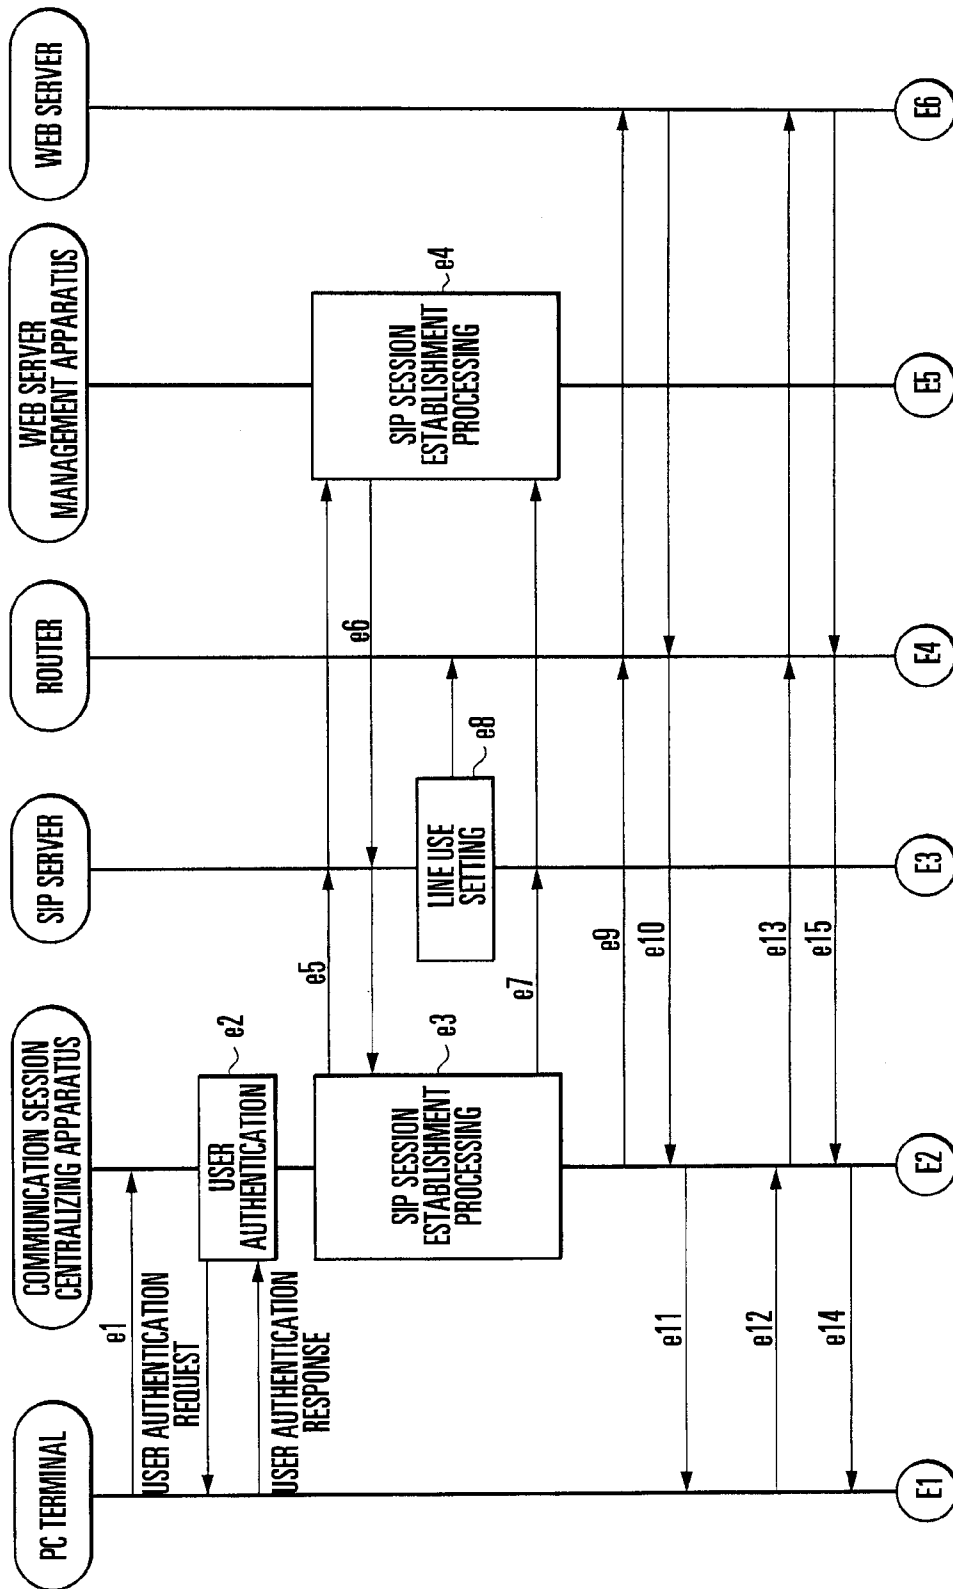 PC TERMINAL
COMMUNICATION SESSION
CENTRALIZING APPARATUS
SIP SERVER
ROUTER
WEB SERVER
MANAGEMENT APPARATUS
WEB SERVER
e1
USER AUTHENTICATION
REQUEST
USER
AUTHENTICATION
e2
USER AUTHENTICATION
RESPONSE
SIP SESSION
ESTABLISHMENT
PROCESSING
e3
SIP SESSION
ESTABLISHMENT
PROCESSING
e4
e5
e6
LINE USE
SETTING
e8
e7
e9
e10
e11
e12
e13
e15
e14
E1
E2
E3
E4
E5
E6